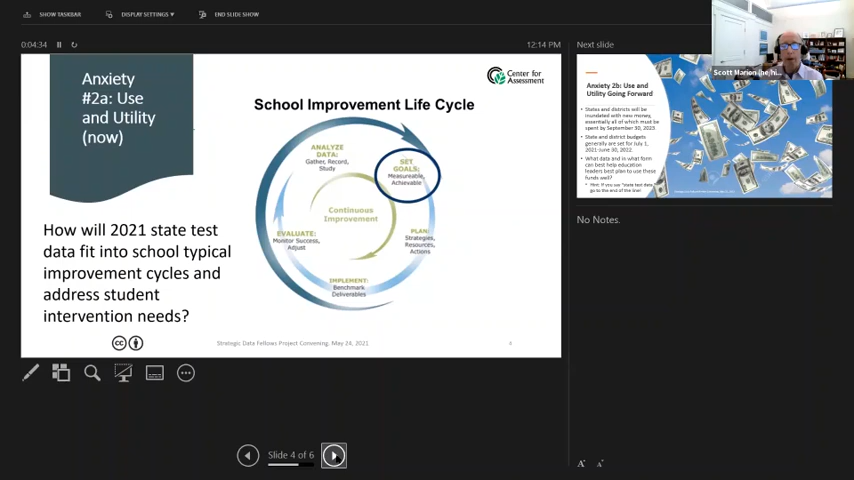 SHOW TASKBAR
DISPLAY SETTINGS ▼
END SLIDE SHOW
0:04:34
12:14 PM
Next slide
Scott Marion (he,hi...
Anxiety
#2a: Use
and Utility
(now)
Center for
Assessment
School Improvement Life Cycle
ANALYZE
DATA:
Gather, Record,
Study
SET
GOALS:
Measureable,
Achievable
Continuous
Improvement
EVALUATE:
Monitor Success,
Adjust
PLAN:
Strategies,
Resources,
Actions
IMPLEMENT:
Benchmark
Deliverables
How will 2021 state test
data fit into school typical
improvement cycles and
address student
intervention needs?
cc
Strategic Data Fellows Project Convening, May 24, 2021
Anxiety 2b: Use and
Utility Going Forward
States and districts will be
inundated with new money,
essentially all of which must be
spent by September 30, 2023
State and district budgets
generally are set for July 1,
2021-June 30, 2022.
What data and in what form
can best help education
leaders best plan to use these
funds well?
Hint: If you say "state test data"
go to the end of the line!
No Notes.
Slide 4 of 6
A A